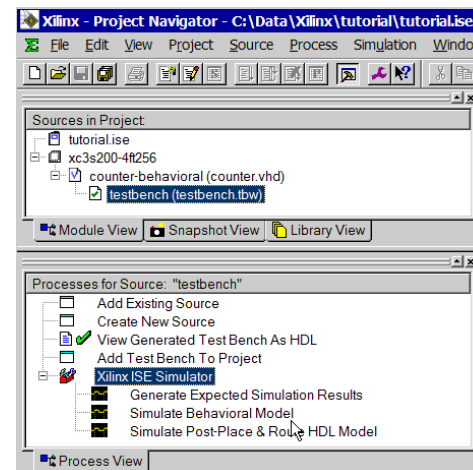 Xilinx - Project Navigator - C:\Data\Xilinx\tutorial\tutorial.ise
File Edit View Project Source Process Simulation Windo
Sources in Project:
tutorial.ise
xc3s200-4ft256
counter-behavioral (counter.vhd)
testbench (testbench.tbw)
Module View Snapshot View Library View
Processes for Source: "testbench"
Add Existing Source
Create New Source
View Generated Test Bench As HDL
Add Test Bench To Project
Xilinx ISE Simulator
Generate Expected Simulation Results
Simulate Behavioral Model
Simulate Post-Place & Route HDL Model
Process View